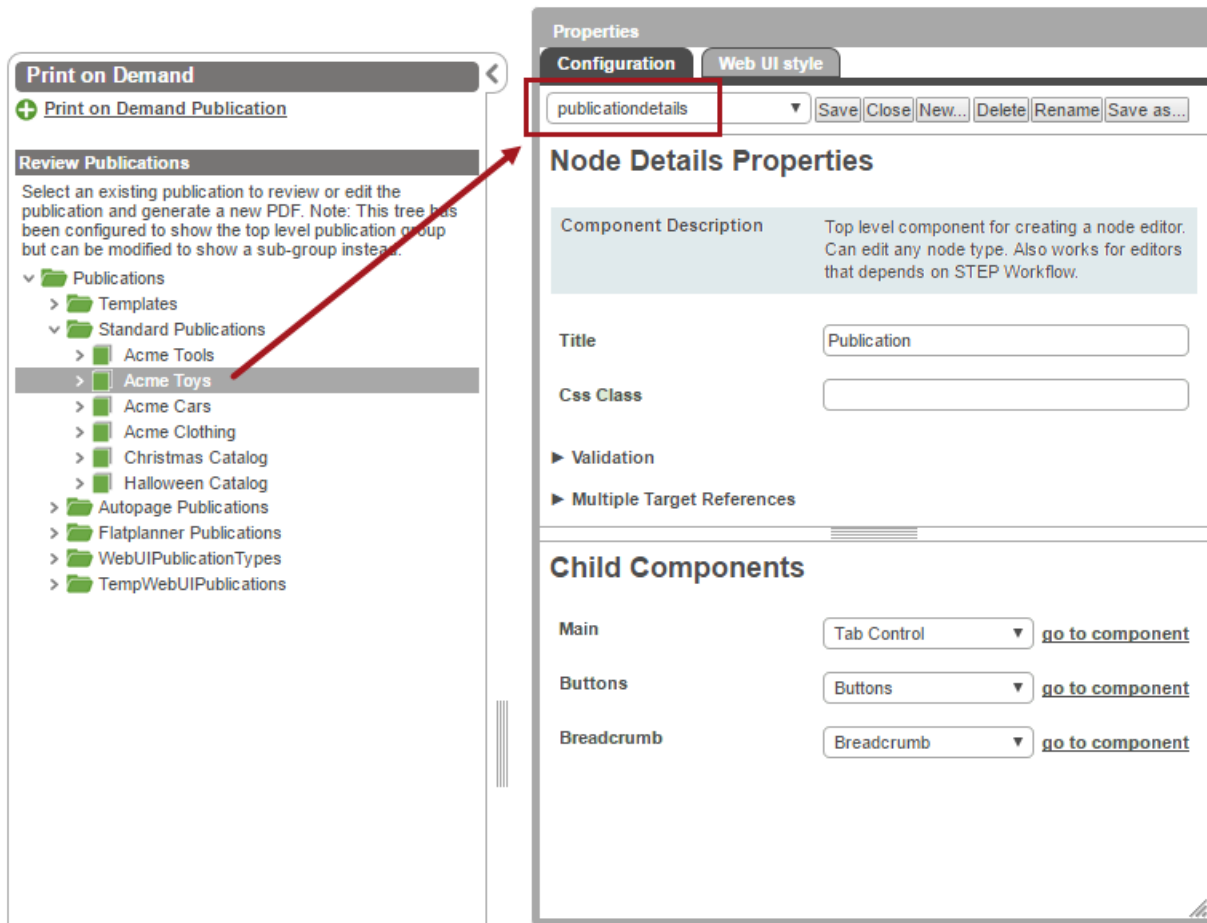 Print on Demand
Print on Demand Publication
Review Publications
Select an existing publication to review or edit the
publication and generate a new PDF. Note: This tree has
been configured to show the top level publication group
but can be modified to show a sub-group instead.
Publications
Templates
Standard Publications
Acme Tools
Acme Toys
Acme Cars
Acme Clothing
Christmas Catalog
Halloween Catalog
Autopage Publications
Flatplanner Publications
WebUIPublicationTypes
TempWebUIPublications
Properties
Configuration Web UI style
publicationdetails Save Close New... Delete Rename Save as...
Node Details Properties
Component Description
Top level component for creating a node editor.
Can edit any node type. Also works for editors
that depends on STEP Workflow.
Title Publication
Css Class
Validation
Multiple Target References
Child Components
Main Tab Control go to component
Buttons Buttons go to component
Breadcrumb Breadcrumb go to component